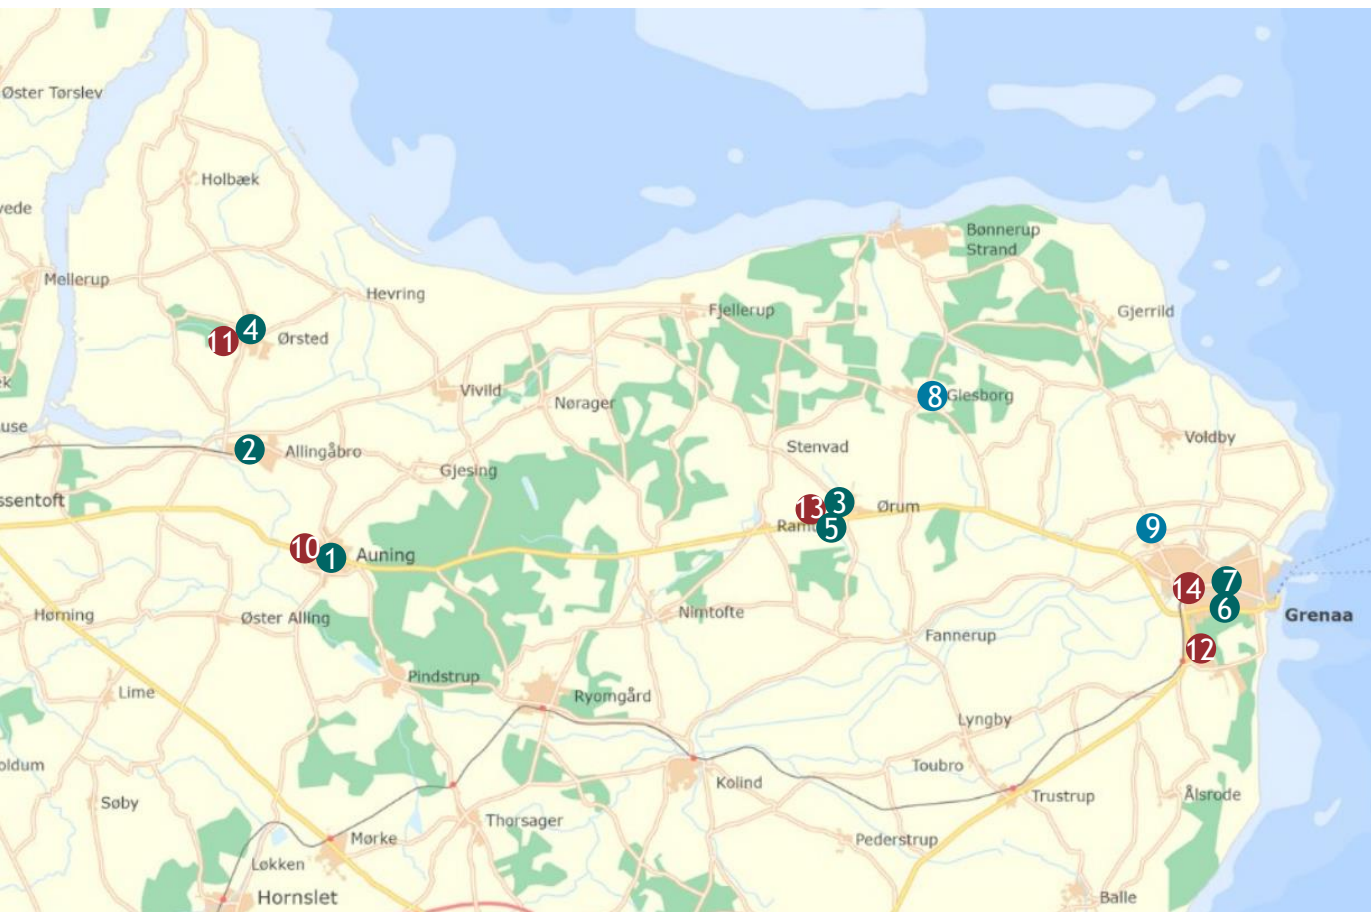 Øster Tørslev
Holbæk
Mellerup
Hevring
Bønnerup
Strand
Fjellerup
Gjerrild
4
11
Ørsted
Vivild
Nørager
8
Glesborg
Voldby
Stenvad
2
Allingåbro
Gjesing
ssentoft
13
3
Ørum
5
9
10
1
Auning
7
14
6
Grenaa
Hørning
Øster Alling
Nimtofte
Fannerup
12
Pindstrup
Lime
Ryomgård
Lyngby
Toubro
oldum
Søby
Kolind
Trustrup
Ålsrode
Thorsager
Mørke
Pederstrup
Løkken
Hornslet
Balle